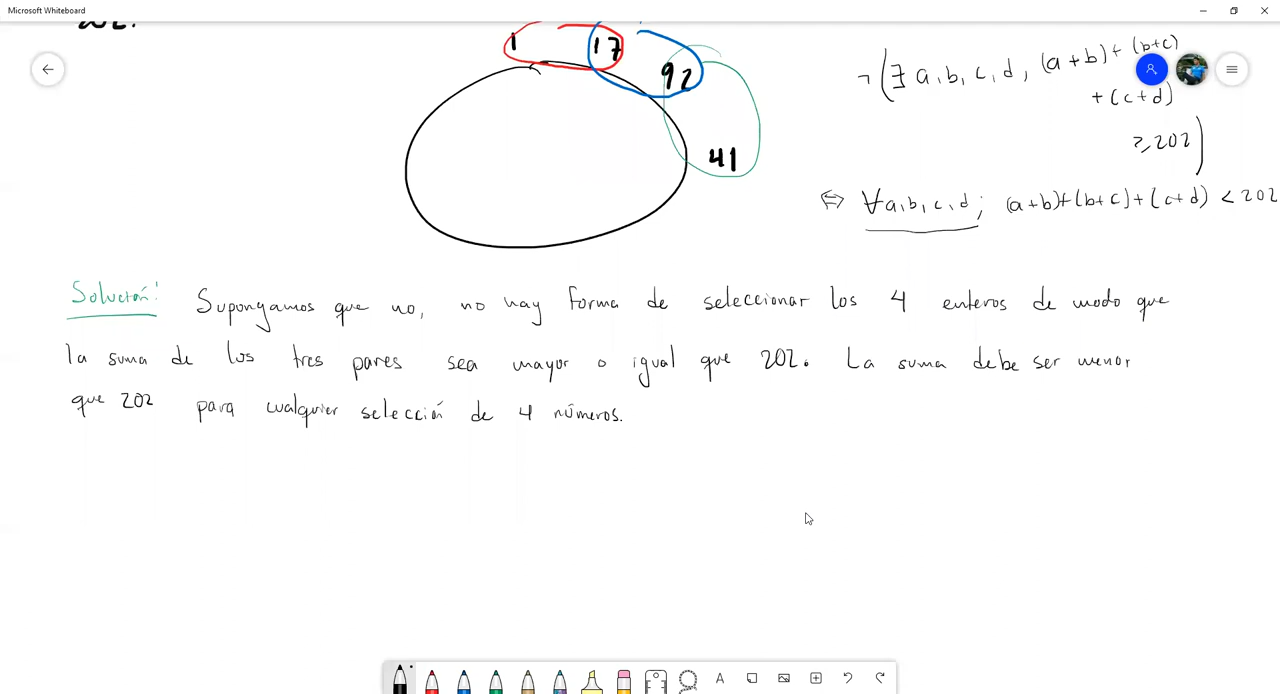 Microsoft Whiteboard
202.
1 17
92
41
¬(∃ a, b, c, d, (a+b)+(b+c)
+(c+d)
≥202)
⇔ ∀a,b,c,d; (a+b)+(b+c)+(c+d) < 202
Solución: Supongamos que no, no hay forma de seleccionar los 4 enteros de modo que
la suma de los tres pares sea mayor o igual que 202. La suma debe ser menor
que 202 para cualquier selección de 4 números.
A